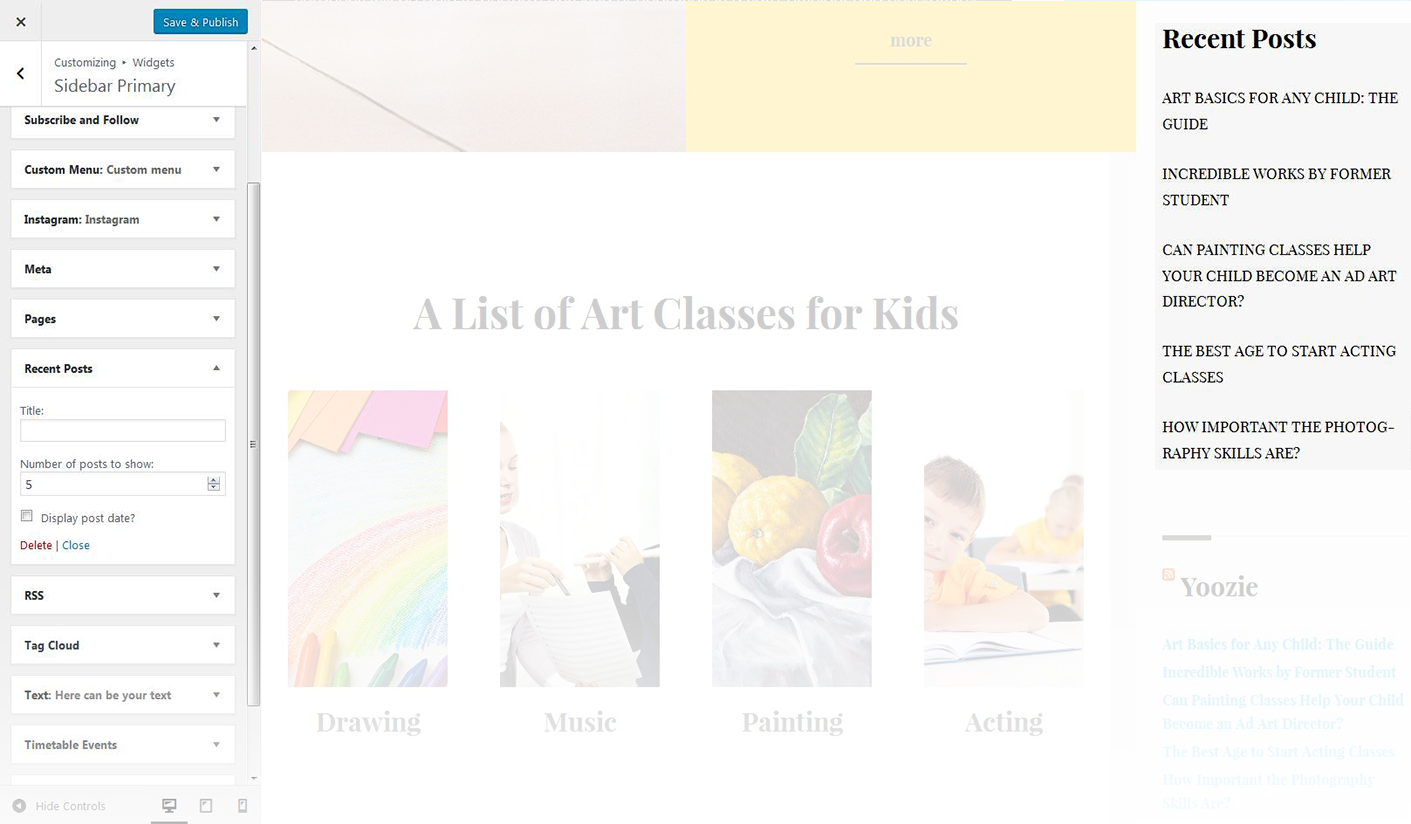 Save & Publish
Customizing ▸ Widgets
Sidebar Primary
Subscribe and Follow
Custom Menu: Custom menu
Instagram: Instagram
Meta
Pages
Recent Posts
Title:
Number of posts to show:
5
Display post date?
Delete | Close
RSS
Tag Cloud
Text: Here can be your text
Timetable Events
Hide Controls
more
A List of Art Classes for Kids
Drawing
Music
Painting
Acting
Recent Posts
ART BASICS FOR ANY CHILD: THE
GUIDE
INCREDIBLE WORKS BY FORMER
STUDENT
CAN PAINTING CLASSES HELP
YOUR CHILD BECOME AN AD ART
DIRECTOR?
THE BEST AGE TO START ACTING
CLASSES
HOW IMPORTANT THE PHOTOG-
RAPHY SKILLS ARE?
Yoozie
Art Basics for Any Child: The Guide
Incredible Works by Former Student
Can Painting Classes Help Your Child
Become an Ad Art Director?
The Best Age to Start Acting Classes
How Important the Photography
Skills Are?